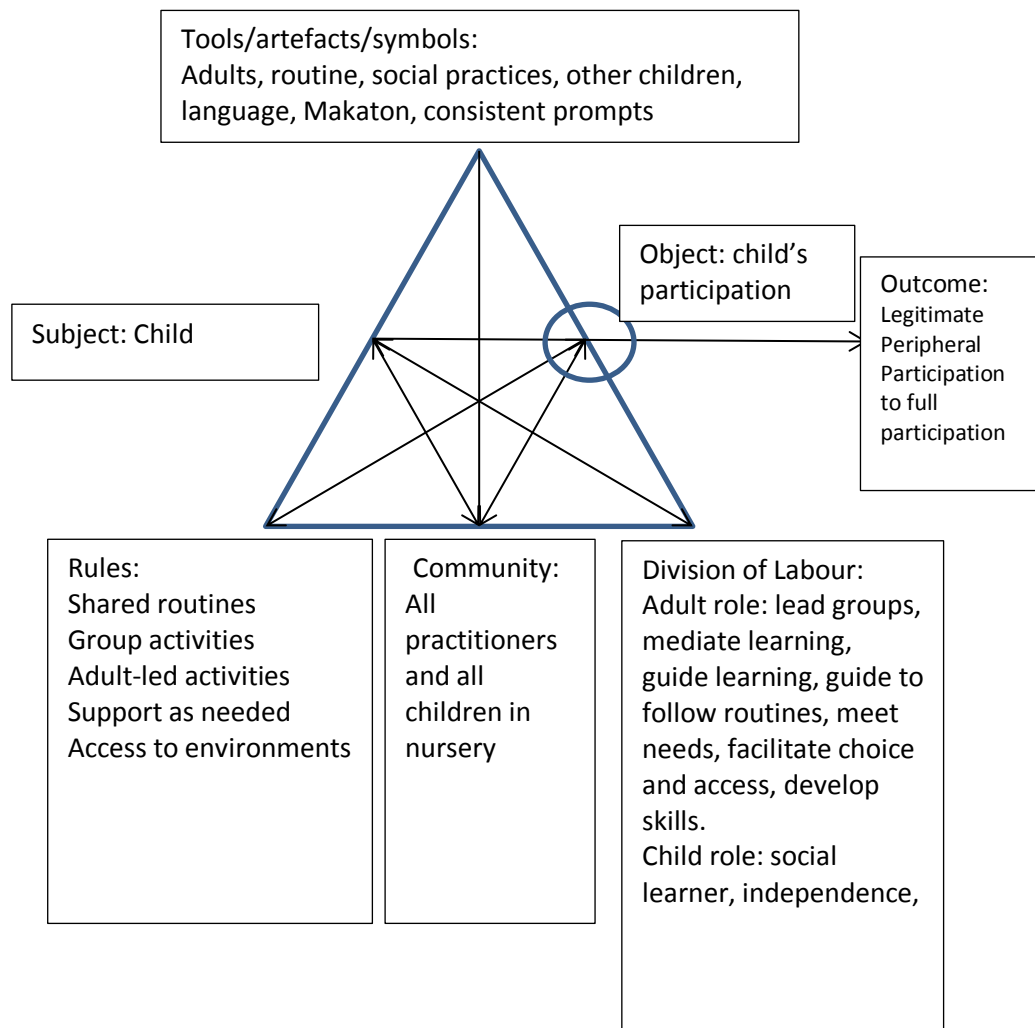 Tools/artefacts/symbols:
Adults, routine, social practices, other children,
language, Makaton, consistent prompts
Object: child’s
participation
Outcome:
Legitimate
Peripheral
Participation
to full
participation
Subject: Child
Rules:
Shared routines
Group activities
Adult-led activities
Support as needed
Access to environments
Community:
All
practitioners
and all
children in
nursery
Division of Labour:
Adult role: lead groups,
mediate learning,
guide learning, guide to
follow routines, meet
needs, facilitate choice
and access, develop
skills.
Child role: social
learner, independence,